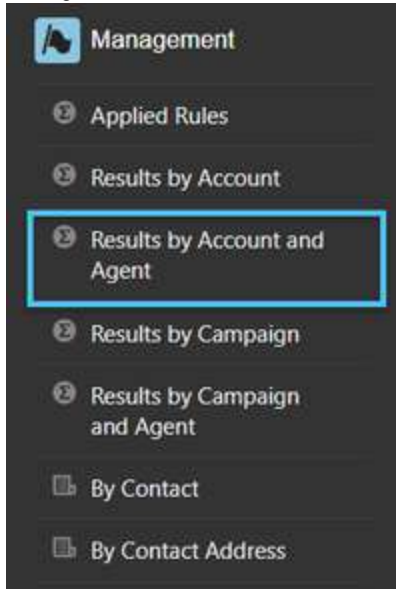 Management
Applied Rules
Results by Account
Results by Account and
Agent
Results by Campaign
Results by Campaign
and Agent
By Contact
By Contact Address